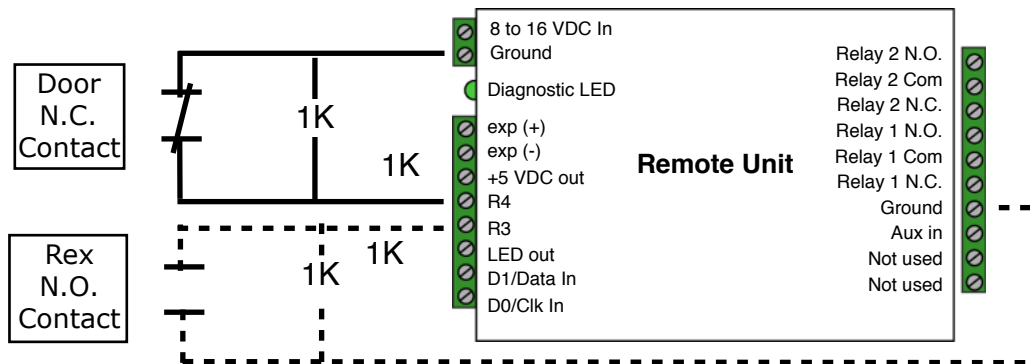 Door
N.C.
Contact
Rex
N.O.
Contact
1K
1K
1K
1K
8 to 16 VDC In
Ground
Diagnostic LED
exp (+)
exp (-)
+5 VDC out
R4
R3
LED out
D1/Data In
D0/Clk In
Remote Unit
Relay 2 N.O.
Relay 2 Com
Relay 2 N.C.
Relay 1 N.O.
Relay 1 Com
Relay 1 N.C.
Ground
Aux in
Not used
Not used